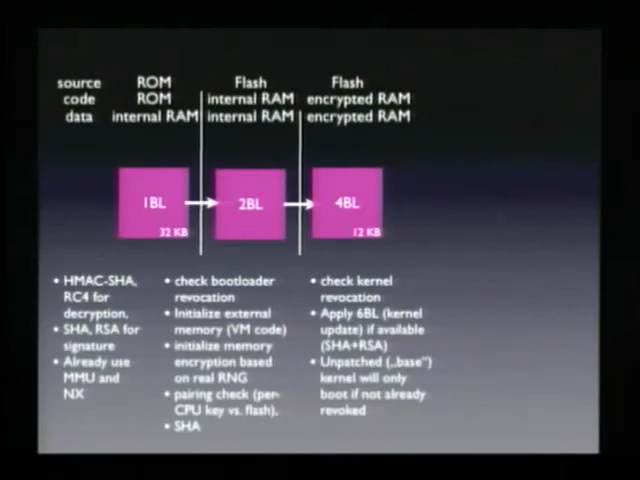 source ROM Flash Flash
code ROM internal RAM encrypted RAM
data internal RAM internal RAM encrypted RAM
1BL
32 KB
2BL
4BL
12 KB
• HMAC-SHA,
RC4 for
decryption,
• SHA, RSA for
signature
• Already use
MMU and
NX
• check bootloader
revocation
• Initialize external
memory (VM code)
• initialize memory
encryption based
on real RNG
• pairing check (per-
CPU key vs. flash),
• SHA
• check kernel
revocation
• Apply 6BL (kernel
update) if available
(SHA+RSA)
• Unpatched („base")
kernel will only
boot if not already
revoked